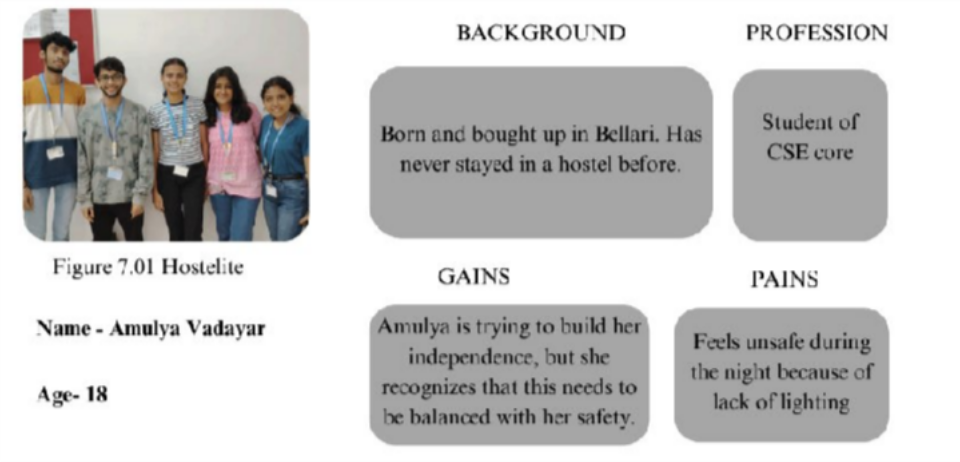 BACKGROUND
PROFESSION
Born and bought up in Bellari. Has
never stayed in a hostel before.
Student of
CSE core
Figure 7.01 Hostelite
Name - Amulya Vadayar
Age- 18
GAINS
PAINS
Amulya is trying to build her
independence, but she
recognizes that this needs to
be balanced with her safety.
Feels unsafe during
the night because of
lack of lighting